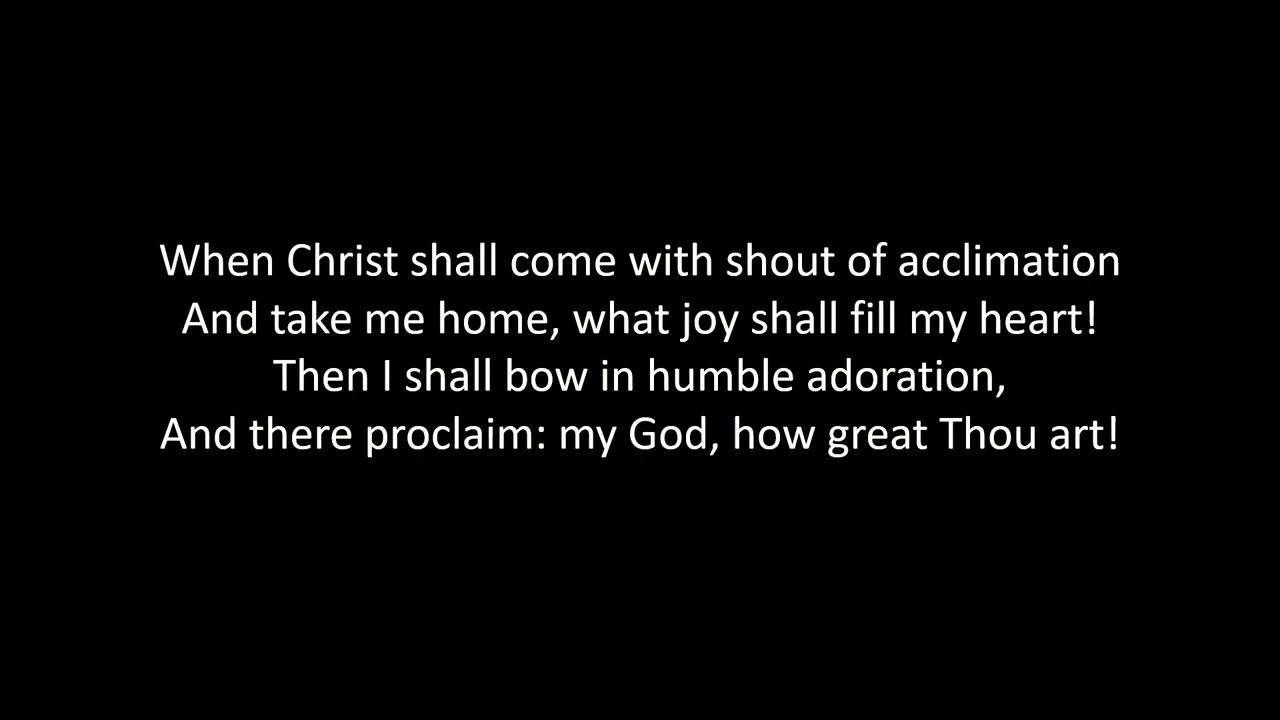 When Christ shall come with shout of acclimation
And take me home, what joy shall fill my heart!
Then I shall bow in humble adoration,
And there proclaim: my God, how great Thou art!